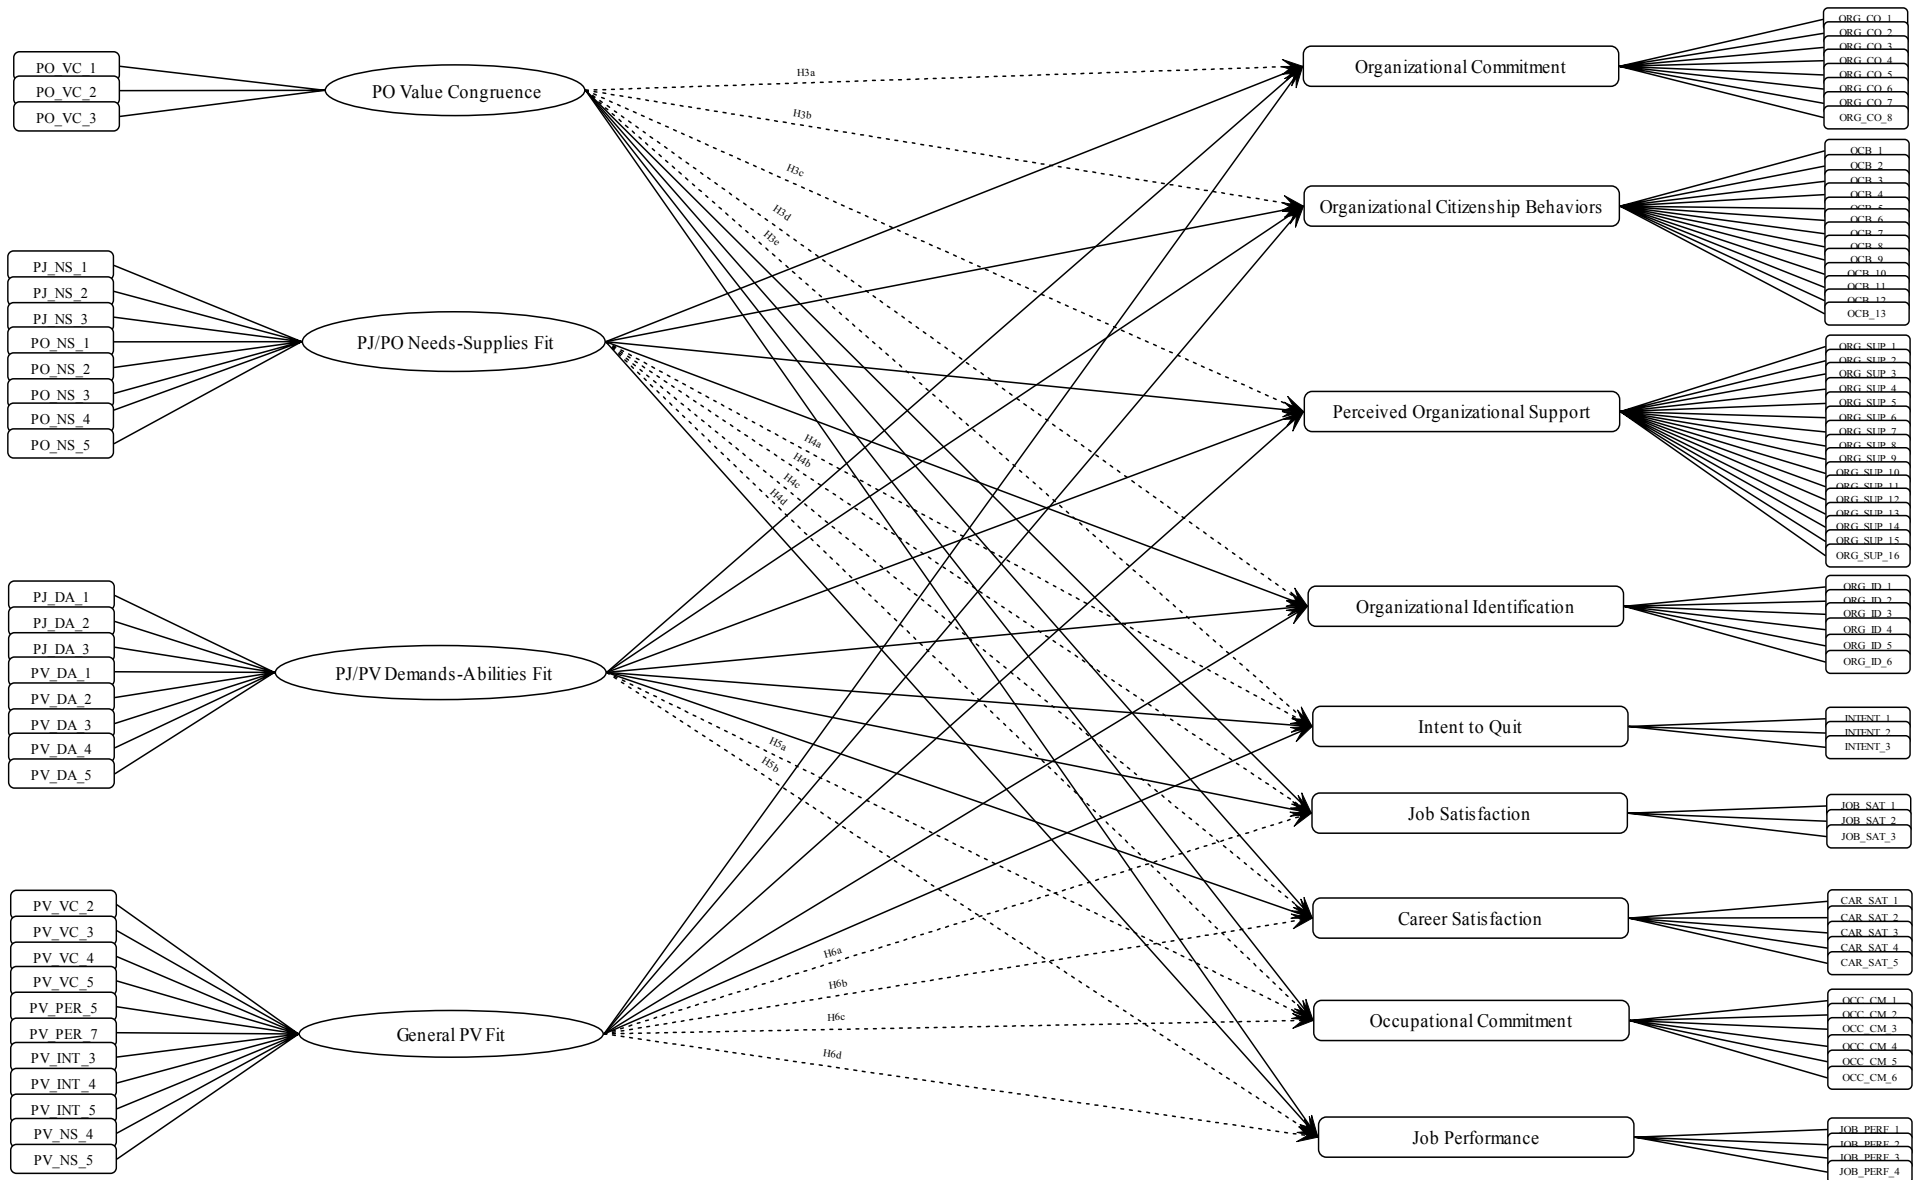 PO_VC_1
PO_VC_2
PO_VC_3
PO Value Congruence
PJ_NS_1
PJ_NS_2
PJ_NS_3
PO_NS_1
PO_NS_2
PO_NS_3
PO_NS_4
PO_NS_5
PJ/PO Needs-Supplies Fit
PJ_DA_1
PJ_DA_2
PJ_DA_3
PV_DA_1
PV_DA_2
PV_DA_3
PV_DA_4
PV_DA_5
PJ/PV Demands-Abilities Fit
PV_VC_2
PV_VC_3
PV_VC_4
PV_VC_5
PV_PER_5
PV_PER_7
PV_INT_3
PV_INT_4
PV_INT_5
PV_NS_4
PV_NS_5
General PV Fit
H3a
H3b
H3c
H3d
H3e
H4a
H4b
H4c
H4d
H5a
H5b
H6a
H6b
H6c
H6d
Organizational Commitment
ORG_CO_1
ORG_CO_2
ORG_CO_3
ORG_CO_4
ORG_CO_5
ORG_CO_6
ORG_CO_7
ORG_CO_8
Organizational Citizenship Behaviors
OCB_1
OCB_2
OCB_3
OCB_4
OCB_5
OCB_6
OCB_7
OCB_8
OCB_9
OCB_10
OCB_11
OCB_12
OCB_13
Perceived Organizational Support
ORG_SUP_1
ORG_SUP_2
ORG_SUP_3
ORG_SUP_4
ORG_SUP_5
ORG_SUP_6
ORG_SUP_7
ORG_SUP_8
ORG_SUP_9
ORG_SUP_10
ORG_SUP_11
ORG_SUP_12
ORG_SUP_13
ORG_SUP_14
ORG_SUP_15
ORG_SUP_16
Organizational Identification
ORG_ID_1
ORG_ID_2
ORG_ID_3
ORG_ID_4
ORG_ID_5
ORG_ID_6
Intent to Quit
INTENT_1
INTENT_2
INTENT_3
Job Satisfaction
JOB_SAT_1
JOB_SAT_2
JOB_SAT_3
Career Satisfaction
CAR_SAT_1
CAR_SAT_2
CAR_SAT_3
CAR_SAT_4
CAR_SAT_5
Occupational Commitment
OCC_CM_1
OCC_CM_2
OCC_CM_3
OCC_CM_4
OCC_CM_5
OCC_CM_6
Job Performance
JOB_PERF_1
JOB_PERF_2
JOB_PERF_3
JOB_PERF_4